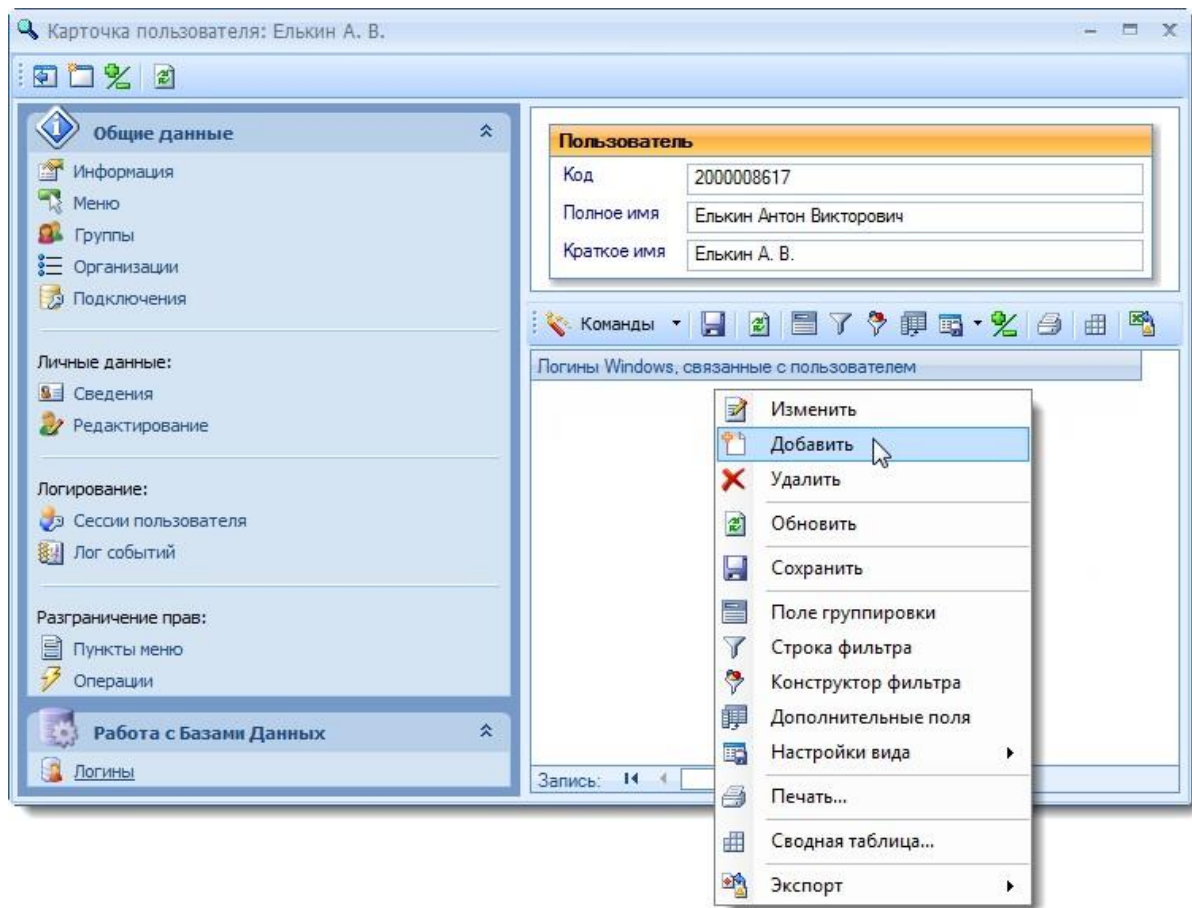 Карточка пользователя: Елькин А. В.
Общие данные
Информация
Меню
Группы
Организации
Подключения
Личные данные:
Сведения
Редактирование
Логирование:
Сессии пользователя
Лог событий
Разграничение прав:
Пункты меню
Операции
Работа с Базами Данных
Логины
Пользователь
Код 2000008617
Полное имя Елькин Антон Викторович
Краткое имя Елькин А. В.
Команды
Логины Windows, связанные с пользователем
Изменить
Добавить
Удалить
Обновить
Сохранить
Поле группировки
Строка фильтра
Конструктор фильтра
Дополнительные поля
Настройки вида
Печать...
Сводная таблица...
Экспорт
Запись: